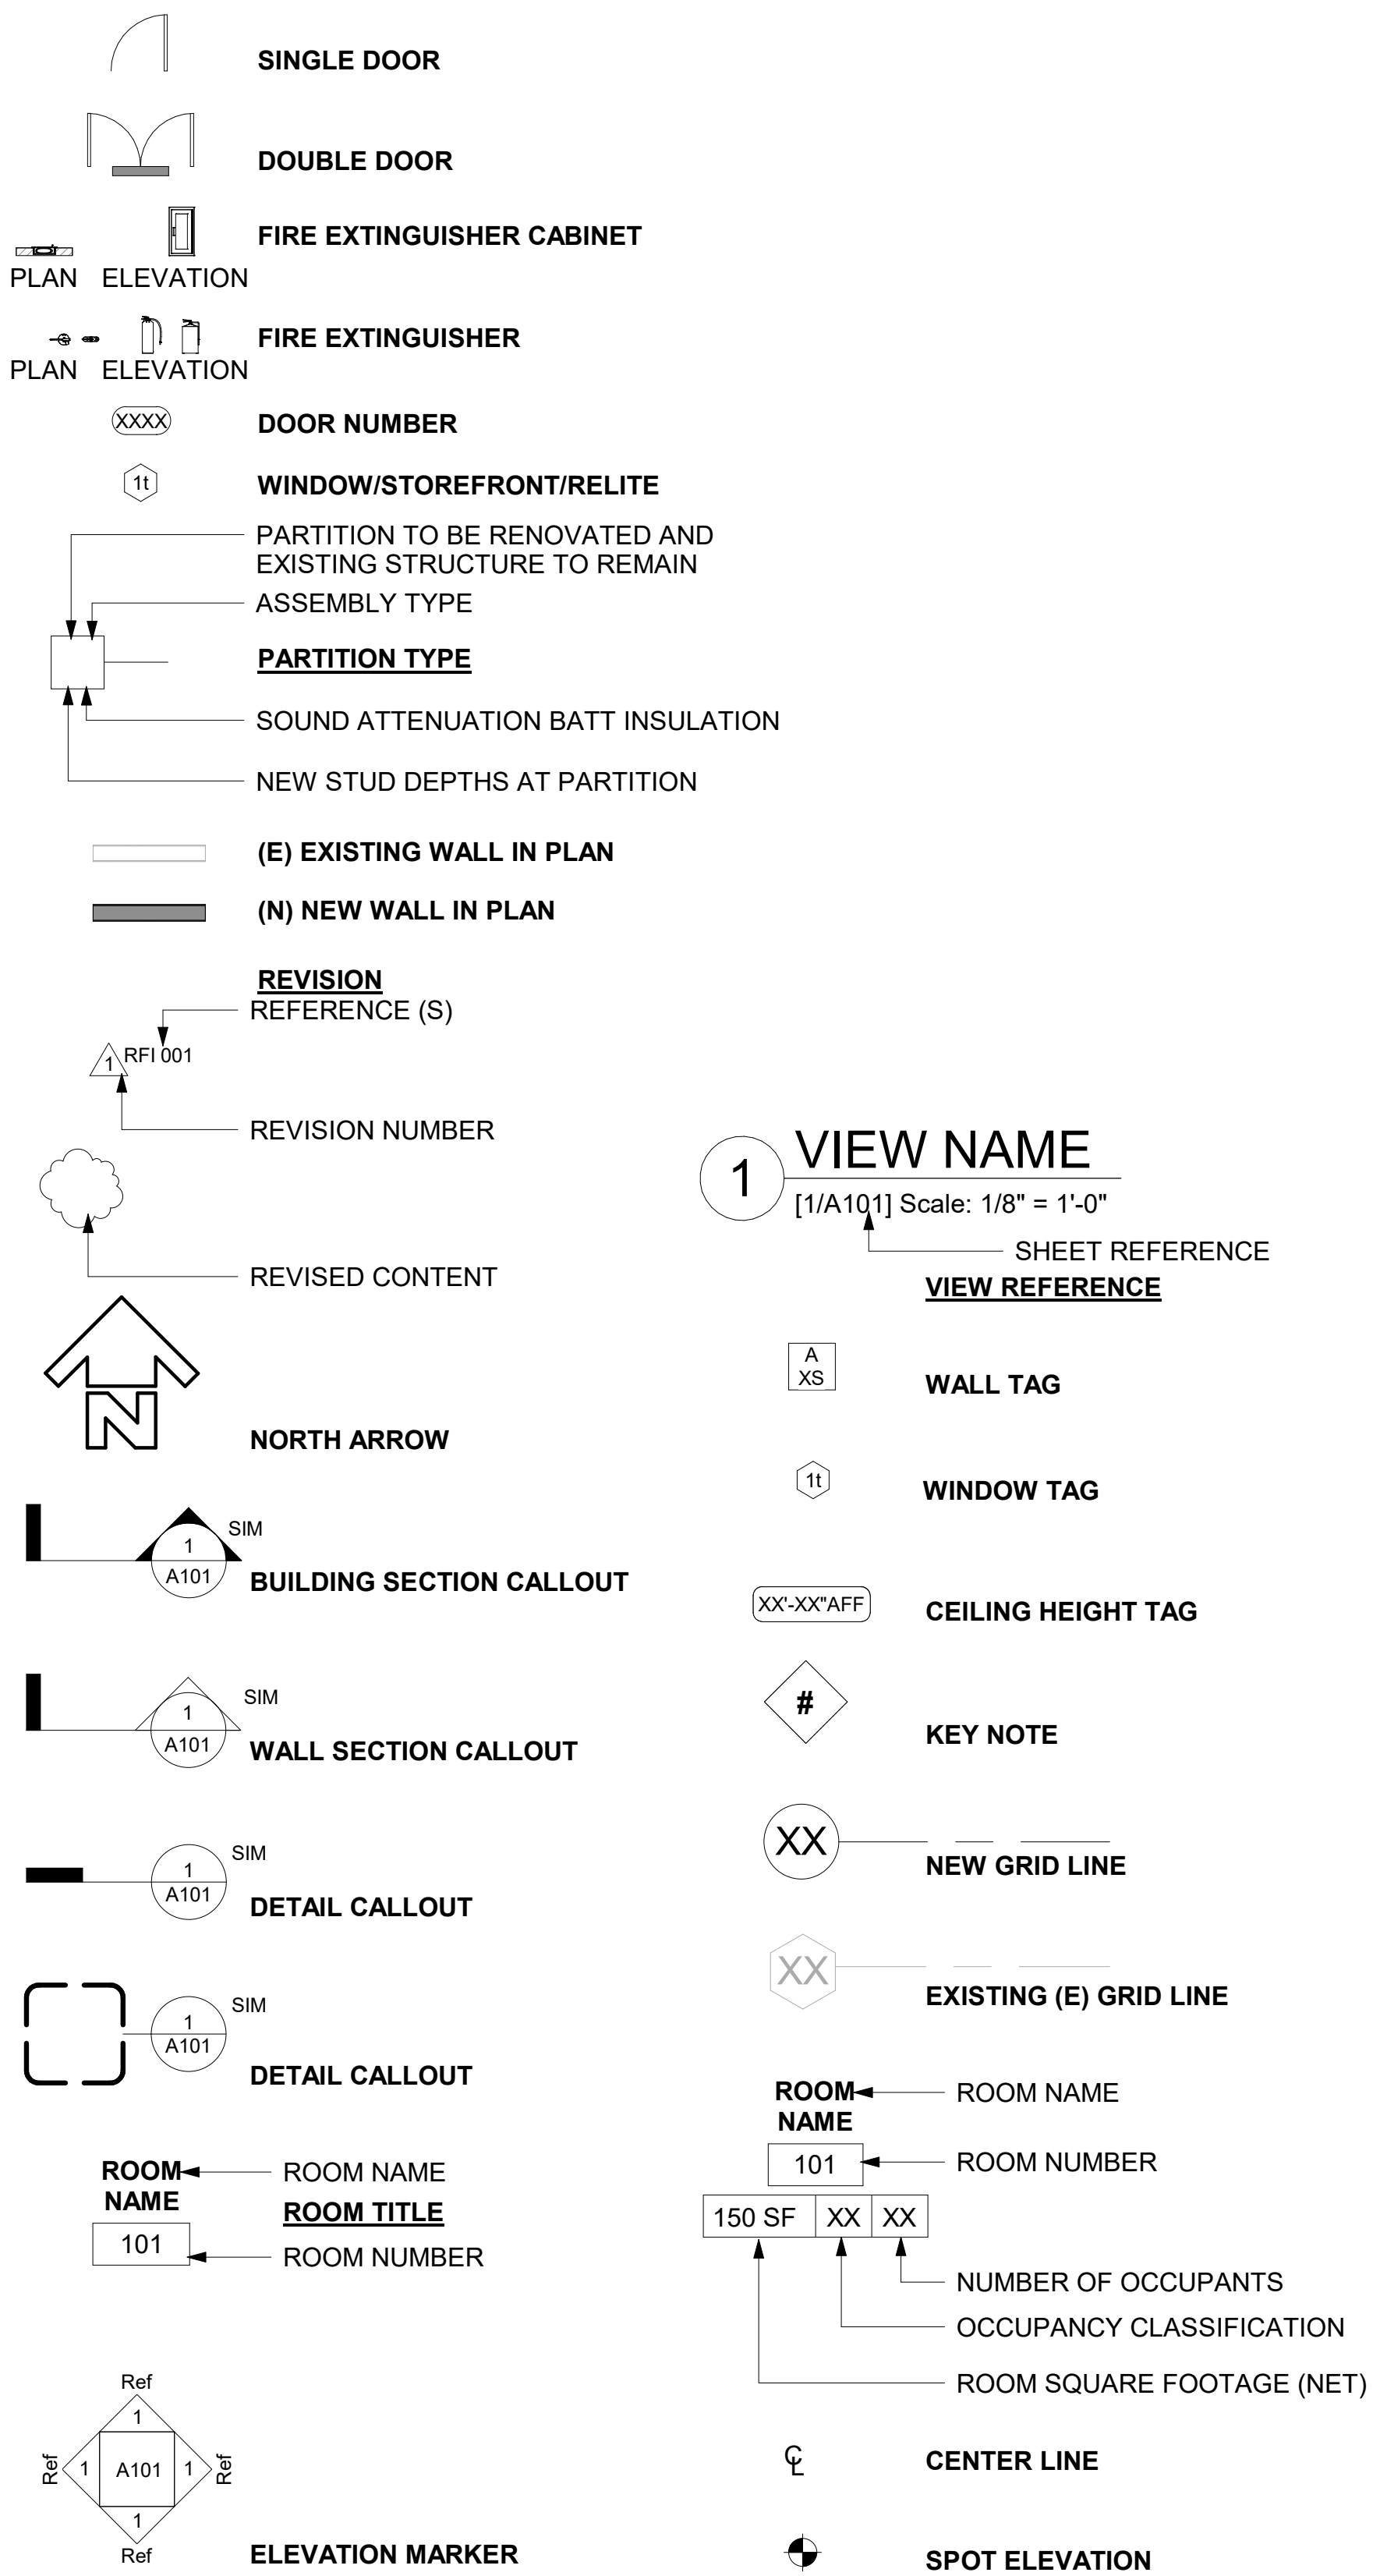 SINGLE DOOR
DOUBLE DOOR
FIRE EXTINGUISHER CABINET
PLAN ELEVATION
FIRE EXTINGUISHER
PLAN ELEVATION
XXXX
DOOR NUMBER
1t
WINDOW/STOREFRONT/RELITE
PARTITION TO BE RENOVATED AND
EXISTING STRUCTURE TO REMAIN
ASSEMBLY TYPE
PARTITION TYPE
SOUND ATTENUATION BATT INSULATION
NEW STUD DEPTHS AT PARTITION
(E) EXISTING WALL IN PLAN
(N) NEW WALL IN PLAN
REVISION
REFERENCE (S)
1 RFI 001
REVISION NUMBER
REVISED CONTENT
N
NORTH ARROW
SIM
1
A101
BUILDING SECTION CALLOUT
SIM
1
A101
WALL SECTION CALLOUT
SIM
1
A101
DETAIL CALLOUT
SIM
1
A101
DETAIL CALLOUT
ROOM
NAME
101
ROOM NAME
ROOM TITLE
ROOM NUMBER
Ref
1
Ref 1 A101 1 Ref
1
Ref
ELEVATION MARKER
1 VIEW NAME
[1/A101] Scale: 1/8" = 1'-0"
SHEET REFERENCE
VIEW REFERENCE
A
XS
WALL TAG
1t
WINDOW TAG
XX'-XX"AFF
CEILING HEIGHT TAG
#
KEY NOTE
XX
NEW GRID LINE
XX
EXISTING (E) GRID LINE
ROOM
NAME
ROOM NAME
101
ROOM NUMBER
150 SF XX XX
NUMBER OF OCCUPANTS
OCCUPANCY CLASSIFICATION
ROOM SQUARE FOOTAGE (NET)
℄
CENTER LINE
SPOT ELEVATION